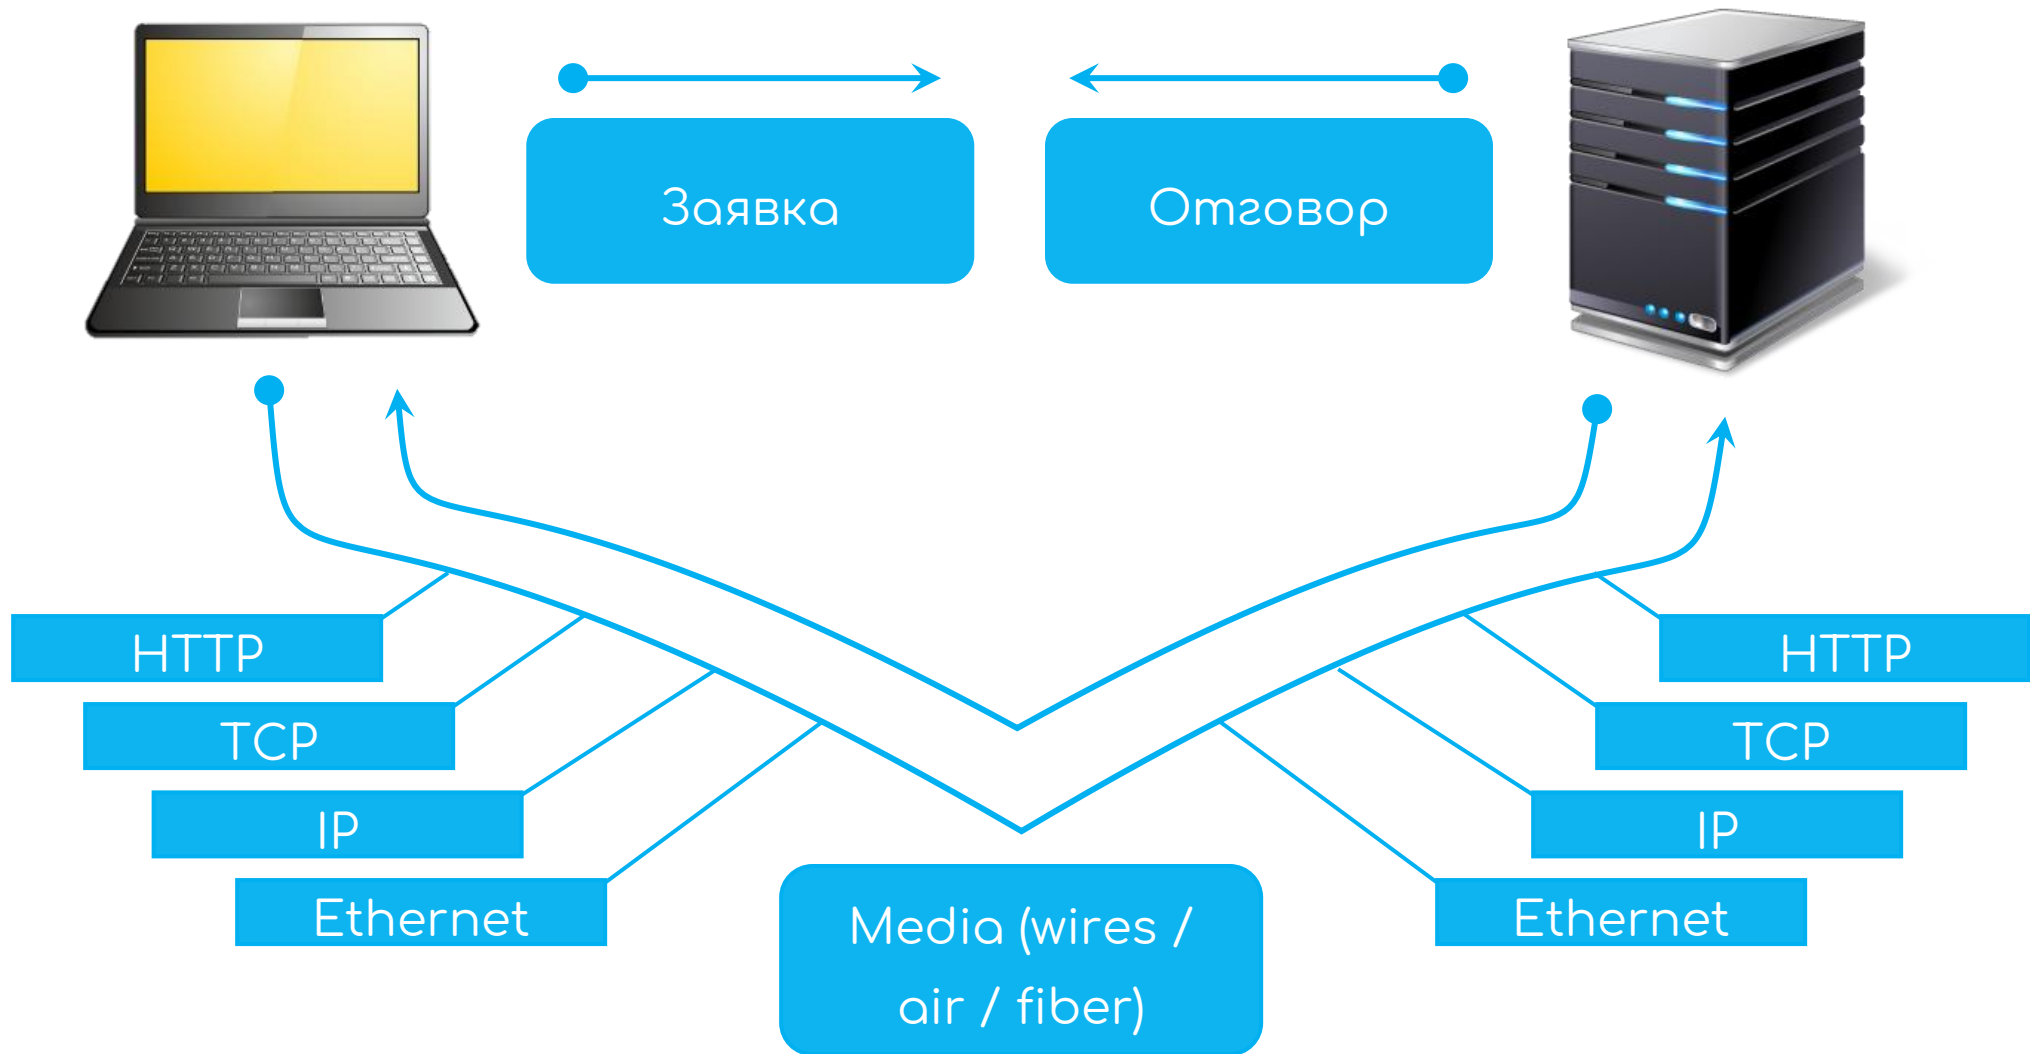 Заявка
Отговор
HTTP
HTTP
TCP
TCP
IP
IP
Ethernet
Ethernet
Media (wires /
air / fiber)